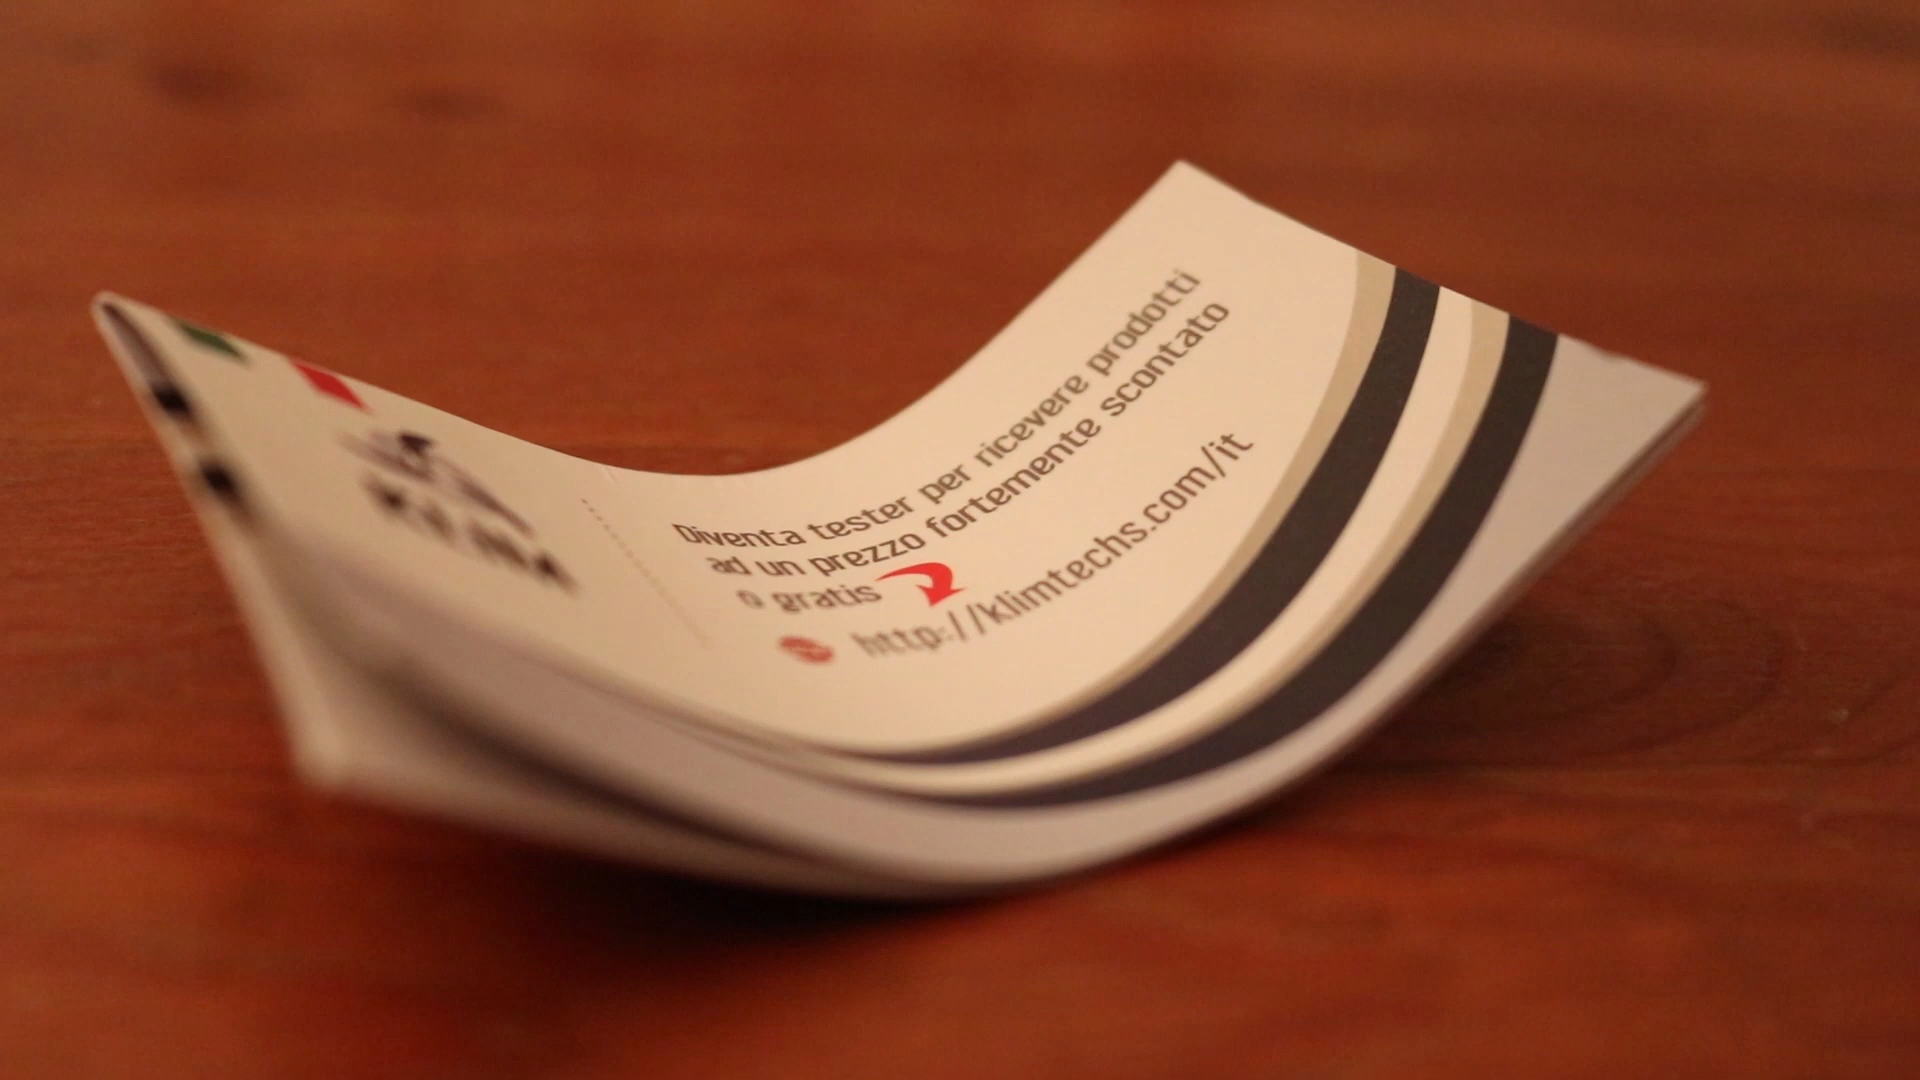 Diventa tester per ricevere prodotti
ad un prezzo fortemente scontato
o gratis
http://klimtechs.com/it